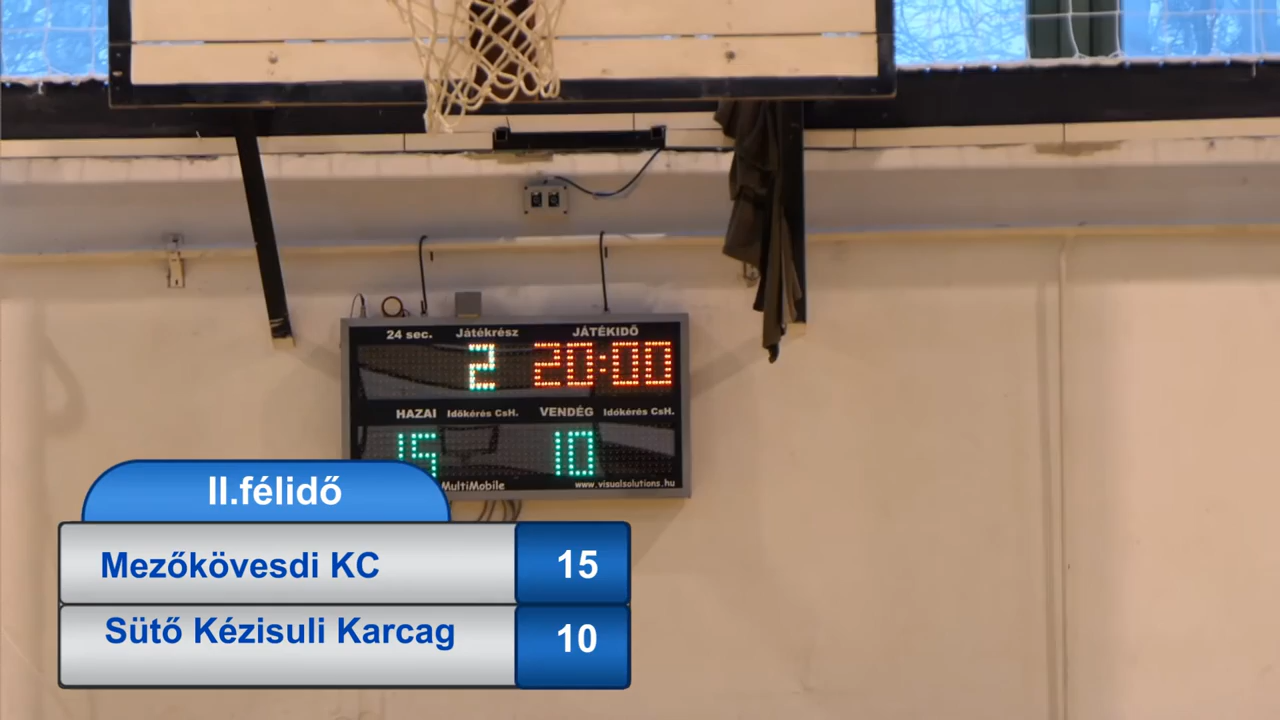 24 sec. Játékrész JÁTÉKIDŐ
2 20:00
HAZAI Időkérés CsH. VENDÉG Időkérés CsH.
15 10
MultiMobile www.visualsolutions.hu
II.félidő
Mezőkövesdi KC 15
Sütő Kézisuli Karcag 10